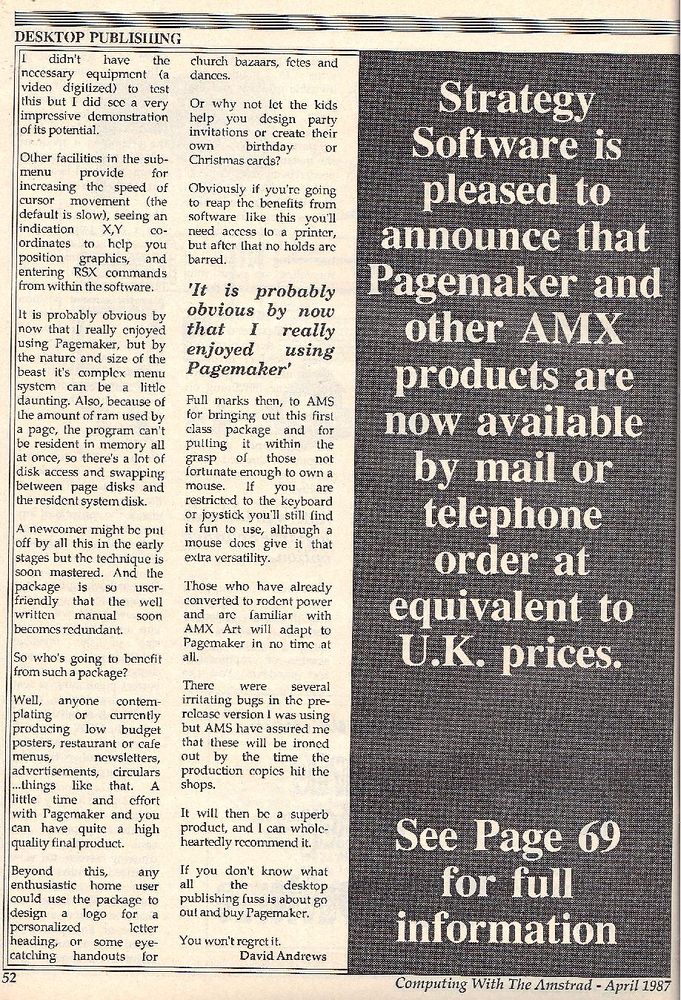 DESKTOP PUBLISHING
I didn't have the
necessary equipment (a
video digitized) to test
this but I did see a very
impressive demonstration
of its potential.
Other facilities in the sub-
menu provide for
increasing the speed of
cursor movement (the
default is slow), seeing an
indication X,Y co-
ordinates to help you
position graphics, and
entering RSX commands
from within the software.
It is probably obvious by
now that I really enjoyed
using Pagemaker, but by
the nature and size of the
beast it's complex menu
system can be a little
daunting. Also, because of
the amount of ram used by
a page, the program can't
be resident in memory all
at once, so there's a lot of
disk access and swapping
between page disks and
the resident system disk.
A newcomer might be put
off by all this in the early
stages but the technique is
soon mastered. And the
package is so user-
friendly that the well
written manual soon
becomes redundant.
So who's going to benefit
from such a package?
Well, anyone contem-
plating or currently
producing low budget
posters, restaurant or cafe
menus, newsletters,
advertisements, circulars
...things like that. A
little time and effort
with Pagemaker and you
can have quite a high
quality final product.
Beyond this, any
enthusiastic home user
could use the package to
design a logo for a
personalized letter
heading, or some eye-
catching handouts for
church bazaars, fetes and
dances.
Or why not let the kids
help you design party
invitations or create their
own birthday or
Christmas cards?
Obviously if you're going
to reap the benefits from
software like this you'll
need access to a printer,
but after that no holds are
barred.
'It is probably
obvious by now
that I really
enjoyed using
Pagemaker'
Full marks then, to AMS
for bringing out this first
class package and for
putting it within the
grasp of those not
fortunate enough to own a
mouse. If you are
restricted to the keyboard
or joystick you'll still find
it fun to use, although a
mouse does give it that
extra versatility.
Those who have already
converted to rodent power
and are familiar with
AMX Art will adapt to
Pagemaker in no time at
all.
There were several
irritating bugs in the pre-
release version I was using
but AMS have assured me
that these will be ironed
out by the time the
production copies hit the
shops.
It will then be a superb
product, and I can whole-
heartedly recommend it.
If you don't know what
all the desktop
publishing fuss is about go
out and buy Pagemaker.
You won't regret it.
David Andrews
Strategy
Software is
pleased to
announce that
Pagemaker and
other AMX
products are
now available
by mail or
telephone
order at
equivalent to
U.K. prices.
See Page 69
for full
information
52
Computing With The Amstrad - April 1987